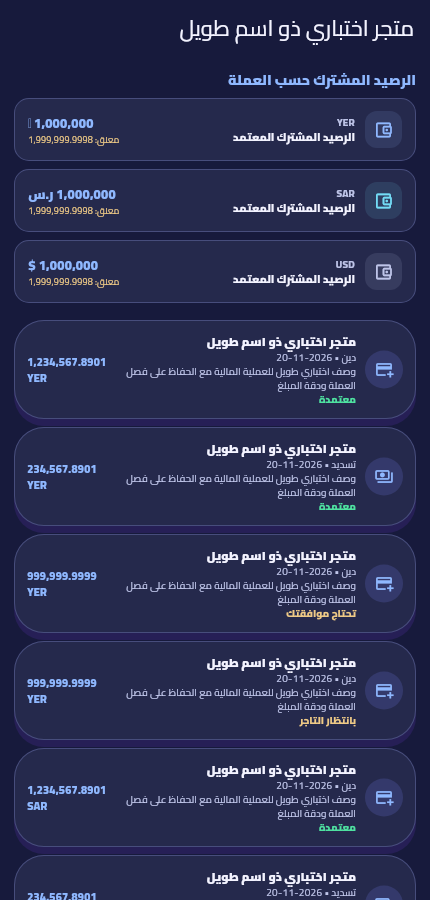 متجر اختباري ذو اسم طويل
الرصيد المشترك حسب العملة
YER
الرصيد المشترك المعتمد
1,000,000
معلق: 1,999,999.9998
SAR
الرصيد المشترك المعتمد
1,000,000 ر.س
معلق: 1,999,999.9998
USD
الرصيد المشترك المعتمد
1,000,000 $
معلق: 1,999,999.9998
متجر اختباري ذو اسم طويل
دين • 2026-11-20
وصف اختباري طويل للعملية المالية مع الحفاظ على فصل
العملة ودقة المبلغ
معتمدة
1,234,567.8901
YER
متجر اختباري ذو اسم طويل
تسديد • 2026-11-20
وصف اختباري طويل للعملية المالية مع الحفاظ على فصل
العملة ودقة المبلغ
معتمدة
234,567.8901
YER
متجر اختباري ذو اسم طويل
دين • 2026-11-20
وصف اختباري طويل للعملية المالية مع الحفاظ على فصل
العملة ودقة المبلغ
تحتاج موافقتك
999,999.9999
YER
متجر اختباري ذو اسم طويل
دين • 2026-11-20
وصف اختباري طويل للعملية المالية مع الحفاظ على فصل
العملة ودقة المبلغ
بانتظار التاجر
999,999.9999
YER
متجر اختباري ذو اسم طويل
دين • 2026-11-20
وصف اختباري طويل للعملية المالية مع الحفاظ على فصل
العملة ودقة المبلغ
معتمدة
1,234,567.8901
SAR
متجر اختباري ذو اسم طويل
تسديد • 2026-11-20
234,567.8901